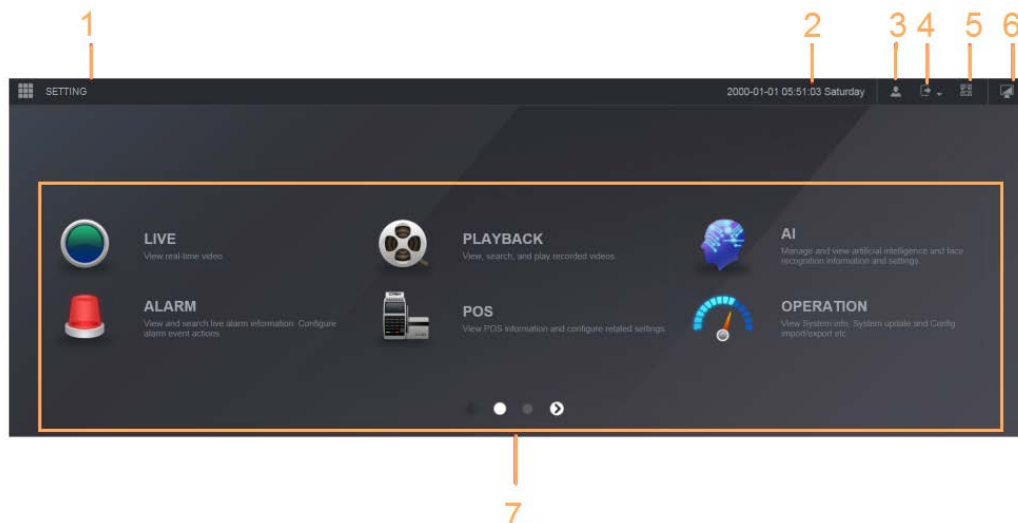 1 2 3 4 5 6
SETTING 2000-01-01 05:51:03 Saturday
LIVE
View real-time video.
PLAYBACK
View, search, and play recorded videos.
AI
Manage and view artificial intelligence and face
recognition information and settings.
ALARM
View and search live alarm information. Configure
alarm event actions.
POS
View POS information and configure related settings.
OPERATION
View System info, System update and Config
import/export etc.
7